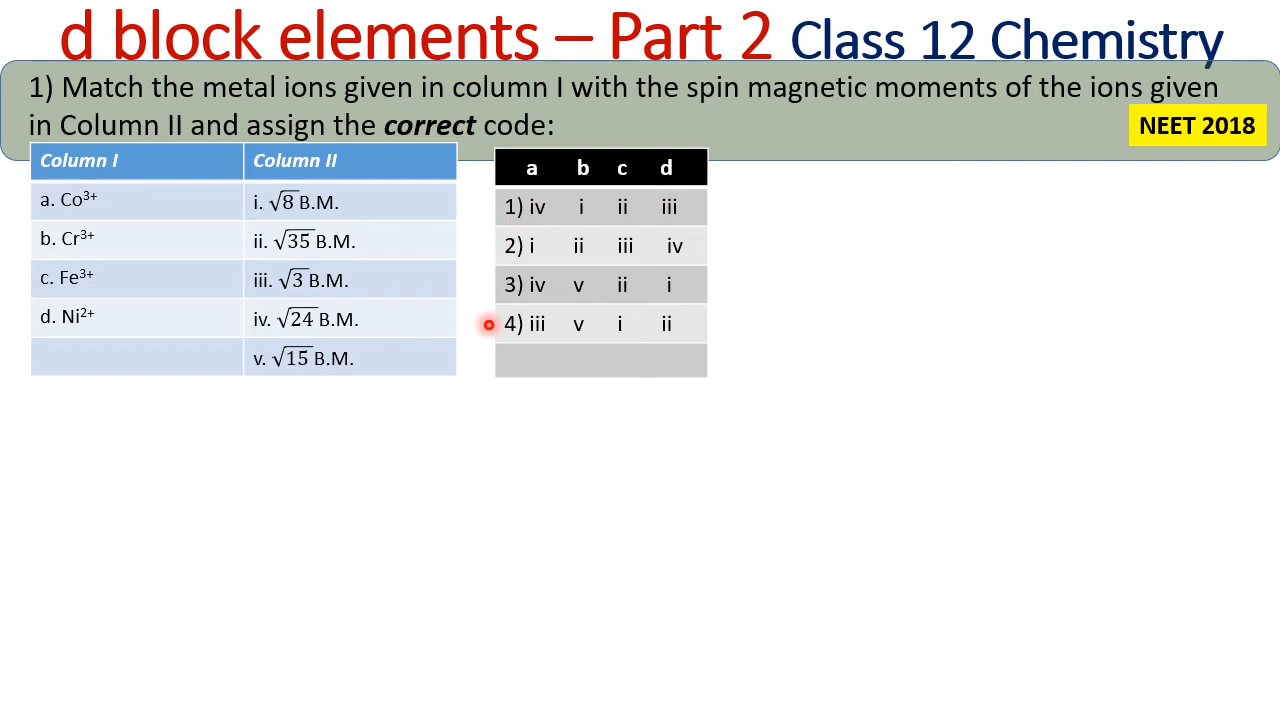 d block elements – Part 2 Class 12 Chemistry
1) Match the metal ions given in column I with the spin magnetic moments of the ions given
in Column II and assign the correct code:
NEET 2018
Column I Column II
a. Co³⁺ i. √8 B.M.
b. Cr³⁺ ii. √35 B.M.
c. Fe³⁺ iii. √3 B.M.
d. Ni²⁺ iv. √24 B.M.
v. √15 B.M.
a b c d
1) iv i ii iii
2) i ii iii iv
3) iv v ii i
4) iii v i ii